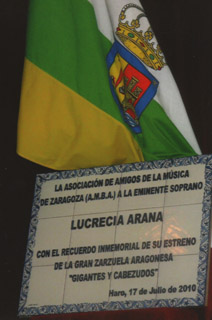 LA ASOCIACIÓN DE AMIGOS DE LA MÚSICA
DE ZARAGOZA (A.M.B.A.) Á LA EMINENTE SOPRANO
LUCRECIA ARANA
CON EL RECUERDO INMEMORIAL DE SU ESTRENO
DE LA GRAN ZARZUELA ARAGONESA
"GIGANTES Y CABEZUDOS"
Haro, 17 de Julio de 2010